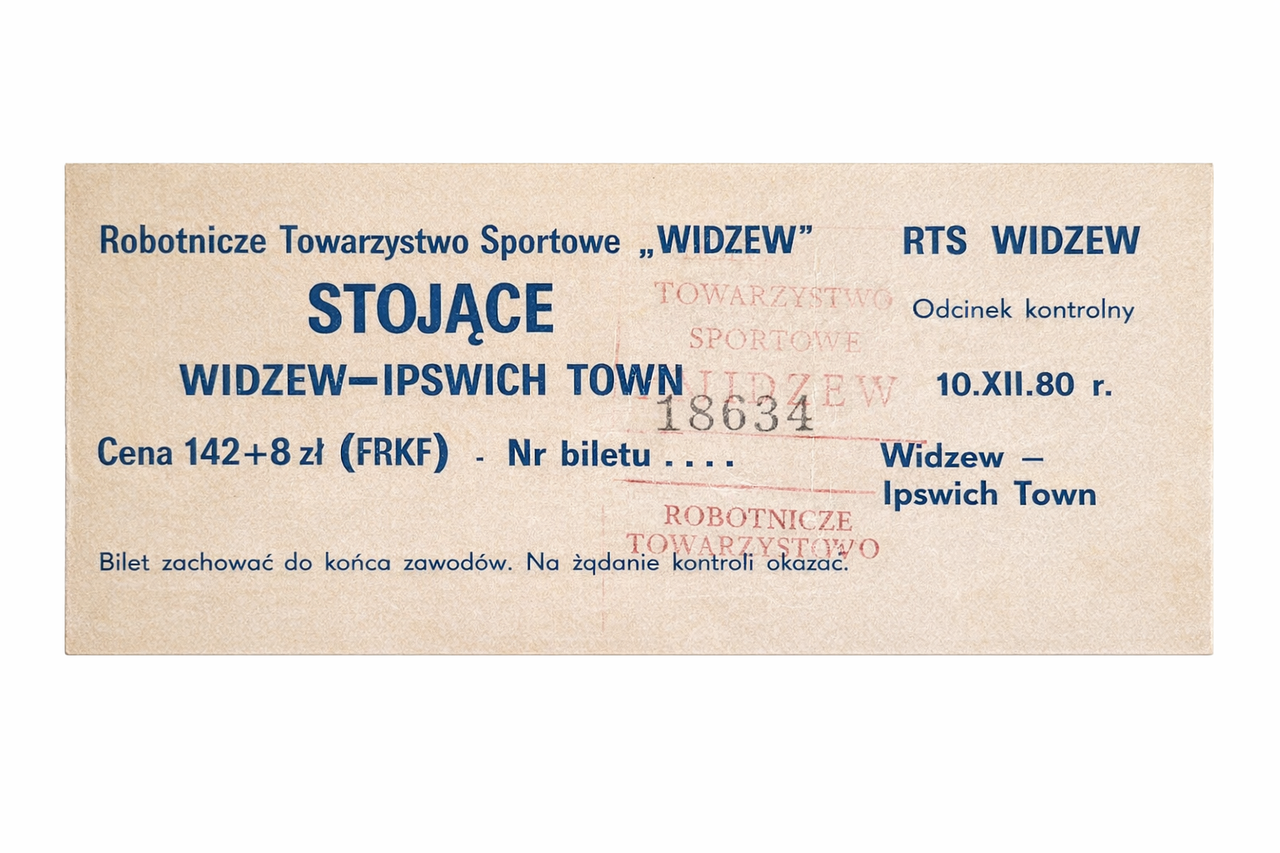 Robotnicze Towarzystwo Sportowe „WIDZEW”
STOJĄCE
WIDZEW—IPSWICH TOWN
18634
Cena 142+8 zł (FRKF) - Nr biletu . . . .
Bilet zachować do końca zawodów. Na żądanie kontroli okazać.
TOWARZYSTWO
SPORTOWE
WIDZEW
ROBOTNICZE
TOWARZYSTOWO
RTS WIDZEW
Odcinek kontrolny
10.XII.80 r.
Widzew —
Ipswich Town